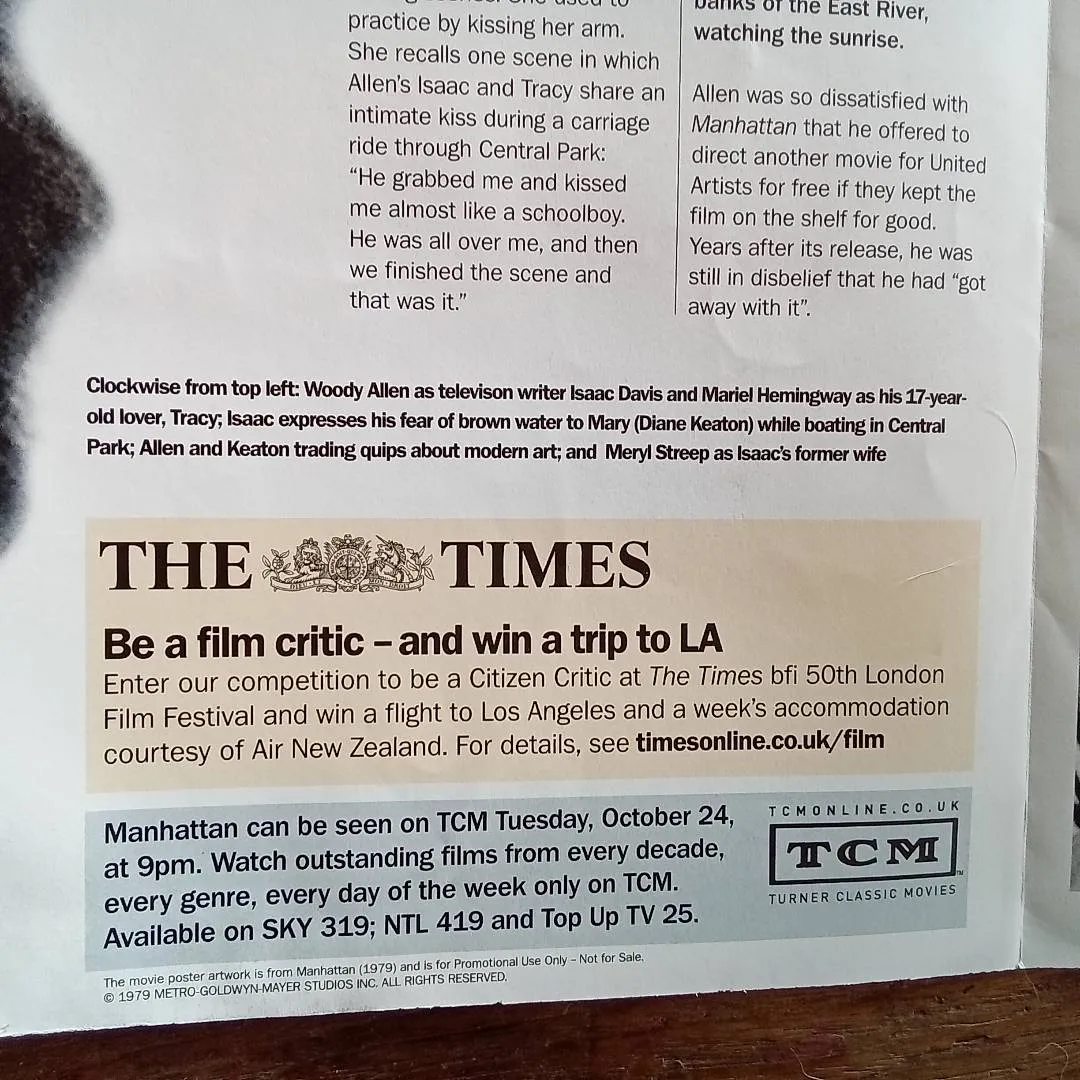 practice by kissing her arm.
She recalls one scene in which
Allen's Isaac and Tracy share an
intimate kiss during a carriage
ride through Central Park:
“He grabbed me and kissed
me almost like a schoolboy.
He was all over me, and then
we finished the scene and
that was it.”
banks of the East River,
watching the sunrise.
Allen was so dissatisfied with
Manhattan that he offered to
direct another movie for United
Artists for free if they kept the
film on the shelf for good.
Years after its release, he was
still in disbelief that he had “got
away with it”.
Clockwise from top left: Woody Allen as televison writer Isaac Davis and Mariel Hemingway as his 17-year-
old lover, Tracy; Isaac expresses his fear of brown water to Mary (Diane Keaton) while boating in Central
Park; Allen and Keaton trading quips about modern art; and Meryl Streep as Isaac's former wife
THE TIMES
Be a film critic – and win a trip to LA
Enter our competition to be a Citizen Critic at The Times bfi 50th London
Film Festival and win a flight to Los Angeles and a week's accommodation
courtesy of Air New Zealand. For details, see timesonline.co.uk/film
Manhattan can be seen on TCM Tuesday, October 24,
at 9pm. Watch outstanding films from every decade,
every genre, every day of the week only on TCM.
Available on SKY 319; NTL 419 and Top Up TV 25.
TCMONLINE.CO.UK
TCM™
TURNER CLASSIC MOVIES
The movie poster artwork is from Manhattan (1979) and is for Promotional Use Only – Not for Sale.
© 1979 METRO-GOLDWYN-MAYER STUDIOS INC. ALL RIGHTS RESERVED.